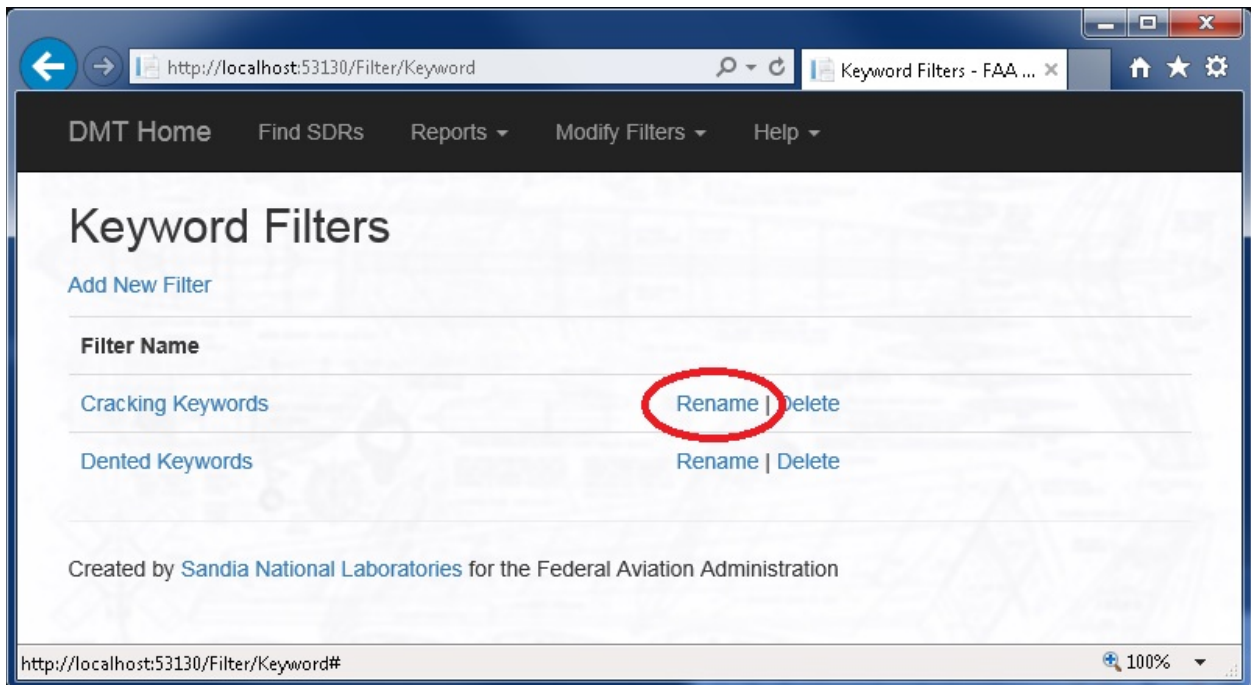 http://localhost:53130/Filter/Keyword
Keyword Filters - FAA ...
DMT Home Find SDRs Reports Modify Filters Help
Keyword Filters
Add New Filter
Filter Name
Cracking Keywords Rename | Delete
Dented Keywords Rename | Delete
Created by Sandia National Laboratories for the Federal Aviation Administration
http://localhost:53130/Filter/Keyword# 100%